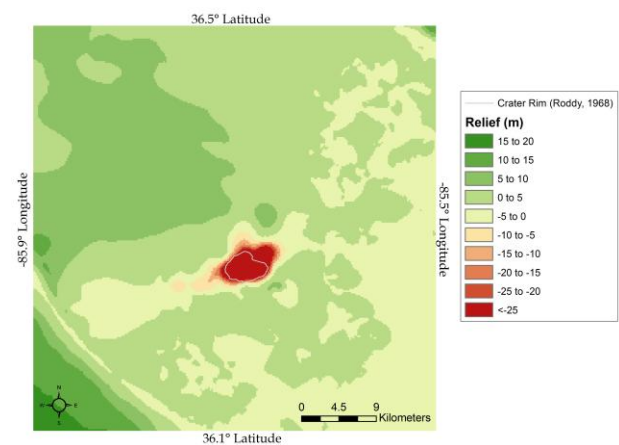 36.5° Latitude
-85.9° Longitude
-85.5° Longitude
Crater Rim (Roddy, 1968)
Relief (m)
15 to 20
10 to 15
5 to 10
0 to 5
-5 to 0
-10 to -5
-15 to -10
-20 to -15
-25 to -20
<-25
N
E
S
0 4.5 9
Kilometers
36.1° Latitude